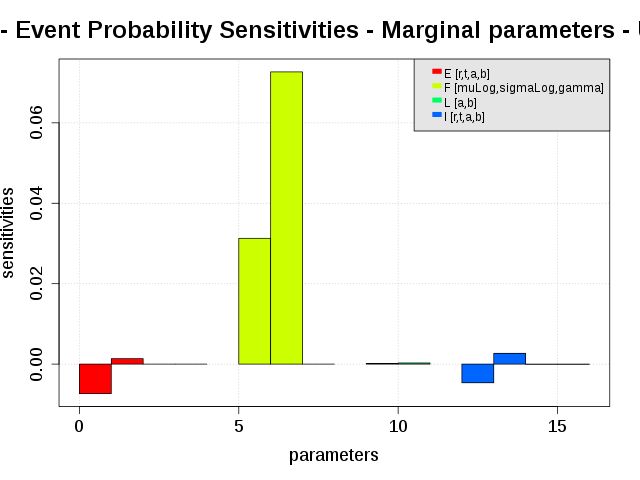 - Event Probability Sensitivities - Marginal parameters -
E [r,t,a,b]
F [muLog,sigmaLog,gamma]
L [a,b]
I [r,t,a,b]
sensitivities
0.06
0.04
0.02
0.00
0
5
10
15
parameters